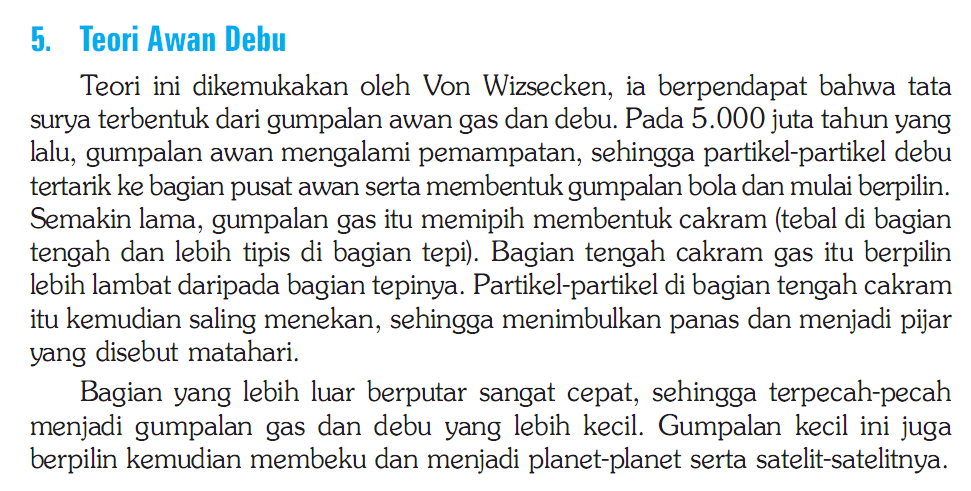 5. Teori Awan Debu
Teori ini dikemukakan oleh Von Wizsecken, ia berpendapat bahwa tata
surya terbentuk dari gumpalan awan gas dan debu. Pada 5.000 juta tahun yang
lalu, gumpalan awan mengalami pemampatan, sehingga partikel-partikel debu
tertarik ke bagian pusat awan serta membentuk gumpalan bola dan mulai berpilin.
Semakin lama, gumpalan gas itu memipih membentuk cakram (tebal di bagian
tengah dan lebih tipis di bagian tepi). Bagian tengah cakram gas itu berpilin
lebih lambat daripada bagian tepinya. Partikel-partikel di bagian tengah cakram
itu kemudian saling menekan, sehingga menimbulkan panas dan menjadi pijar
yang disebut matahari.
Bagian yang lebih luar berputar sangat cepat, sehingga terpecah-pecah
menjadi gumpalan gas dan debu yang lebih kecil. Gumpalan kecil ini juga
berpilin kemudian membeku dan menjadi planet-planet serta satelit-satelitnya.